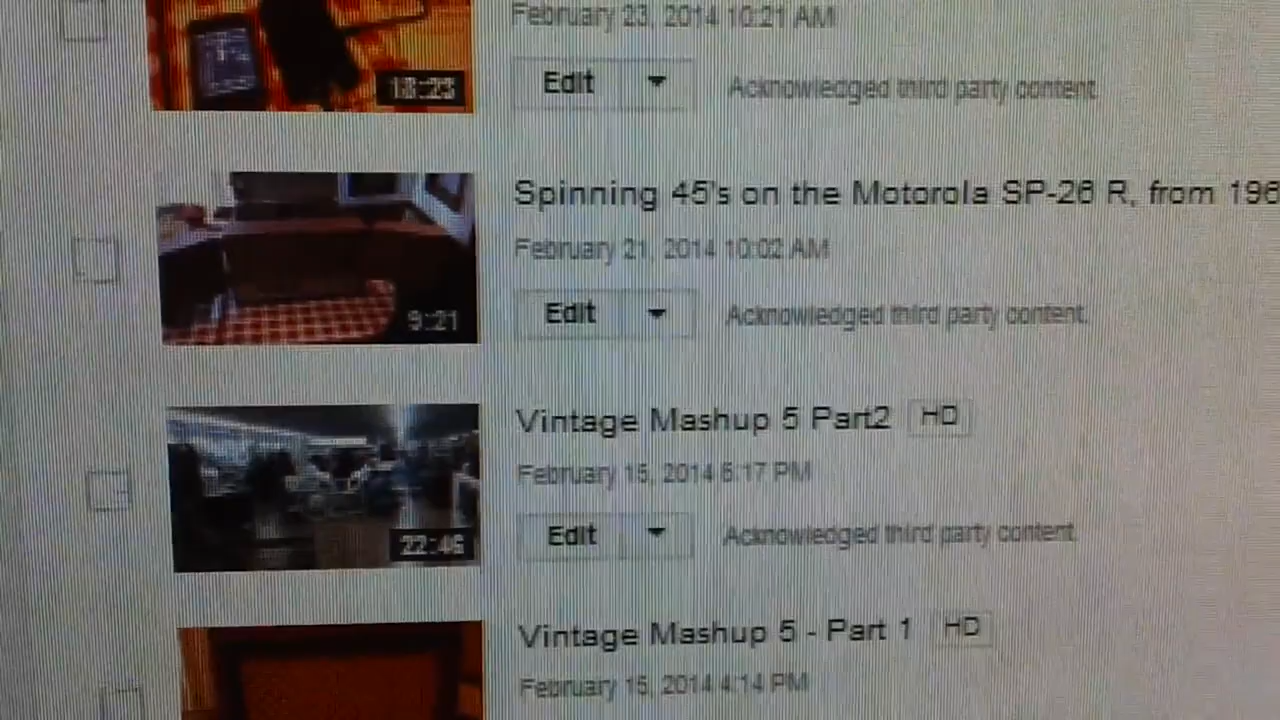 February 23, 2014 10:21 AM
Edit
Acknowledged third party content
Spinning 45's on the Motorola SP-26 R, from 196
February 21, 2014 10:02 AM
9:21
Edit
Acknowledged third party content
Vintage Mashup 5 Part2 HD
February 15, 2014 6:17 PM
22:46
Edit
Acknowledged third party content
Vintage Mashup 5 - Part 1 HD
February 15, 2014 4:14 PM